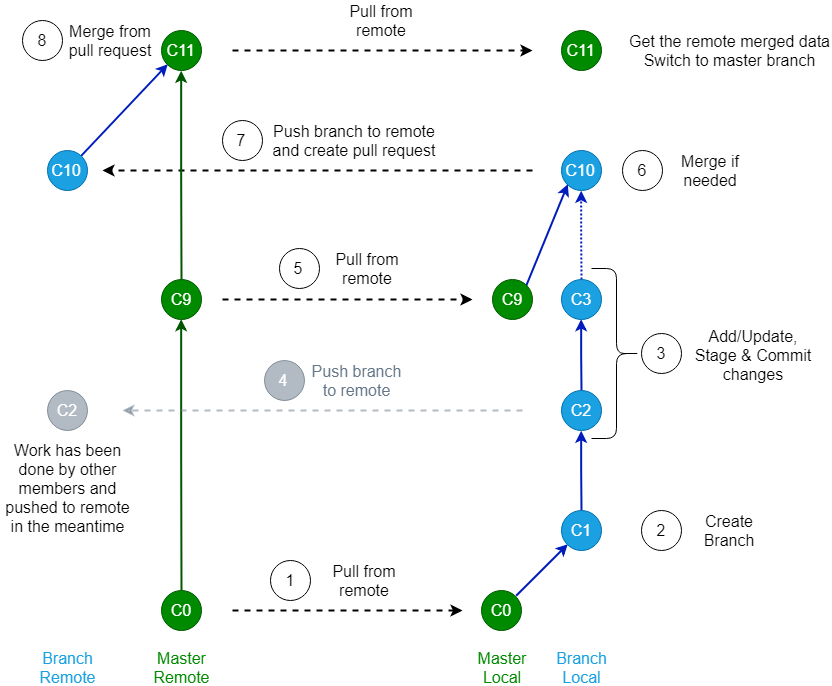 8
Merge from
pull request
C11
Pull from
remote
C11
Get the remote merged data
Switch to master branch
7
Push branch to remote
and create pull request
C10
C10
6
Merge if
needed
5
Pull from
remote
C9
C9
C3
3
Add/Update,
Stage & Commit
changes
4
Push branch
to remote
C2
C2
Work has been
done by other
members and
pushed to remote
in the meantime
C1
2
Create
Branch
1
Pull from
remote
C0
C0
Branch
Remote
Master
Remote
Master
Local
Branch
Local